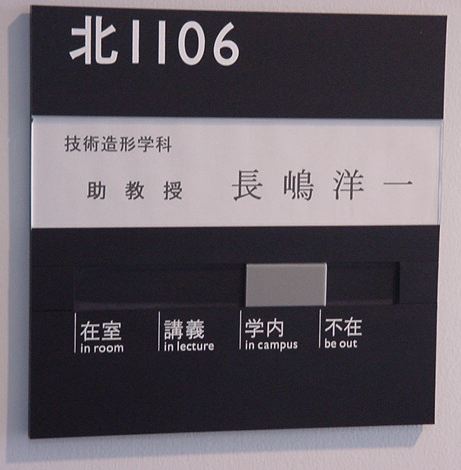 北1106
技術造形学科
助教授 長嶋洋一
在室 講義 学内 不在
in room in lecture in campus be out